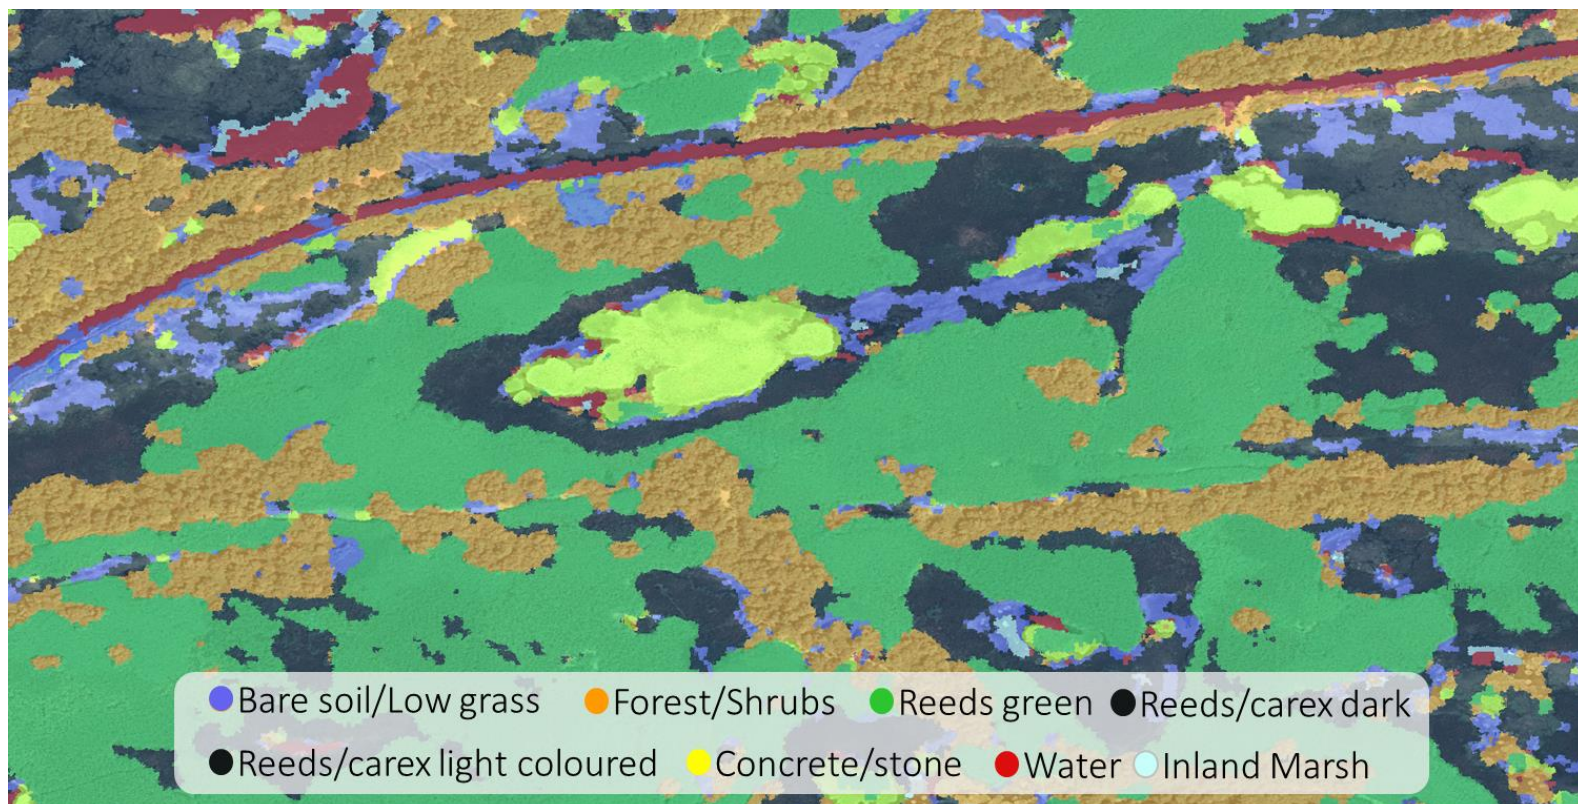 Bare soil/Low grass Forest/Shrubs Reeds green Reeds/carex dark
Reeds/carex light coloured Concrete/stone Water Inland Marsh